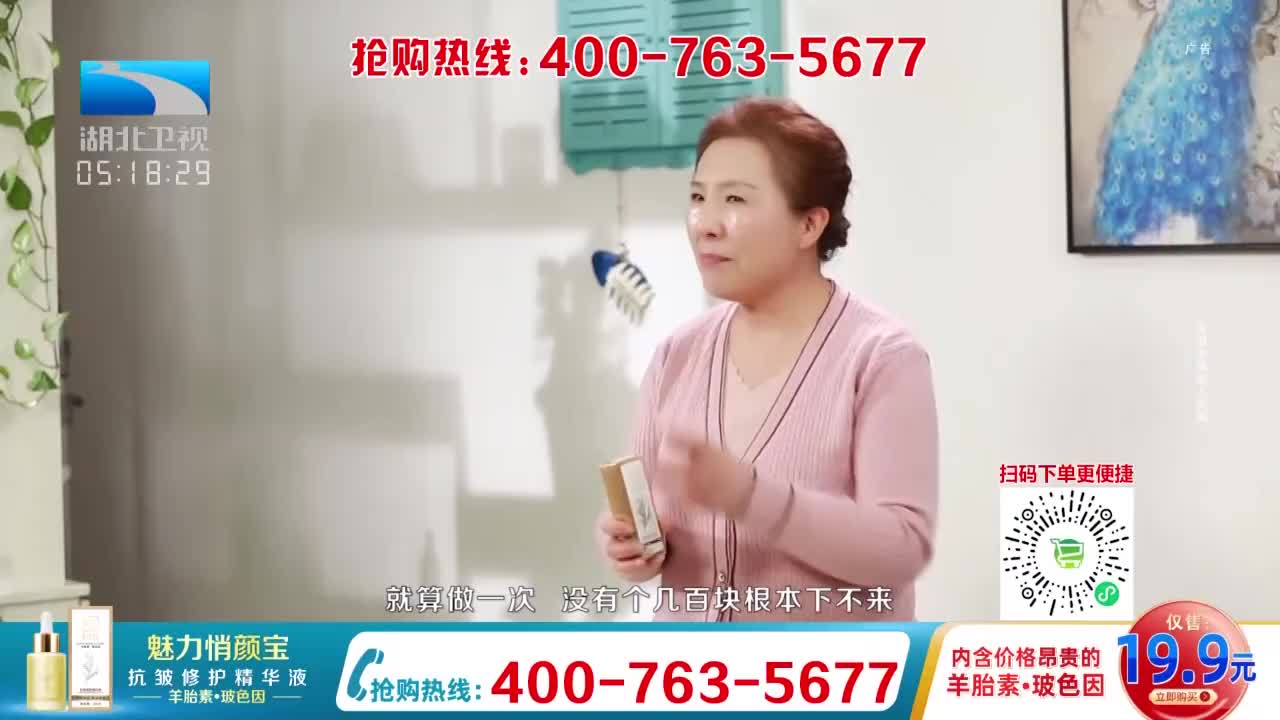 抢购热线:400-763-5677
广告
湖北卫视
05:18:29
扫码下单更便捷
就算做一次 没有个几百块根本下不来
魅力悄颜宝
抗皱修护精华液
羊胎素·玻色因
抢购热线:400-763-5677
内含价格昂贵的
羊胎素·玻色因
仅售:
19.9元
立即购买